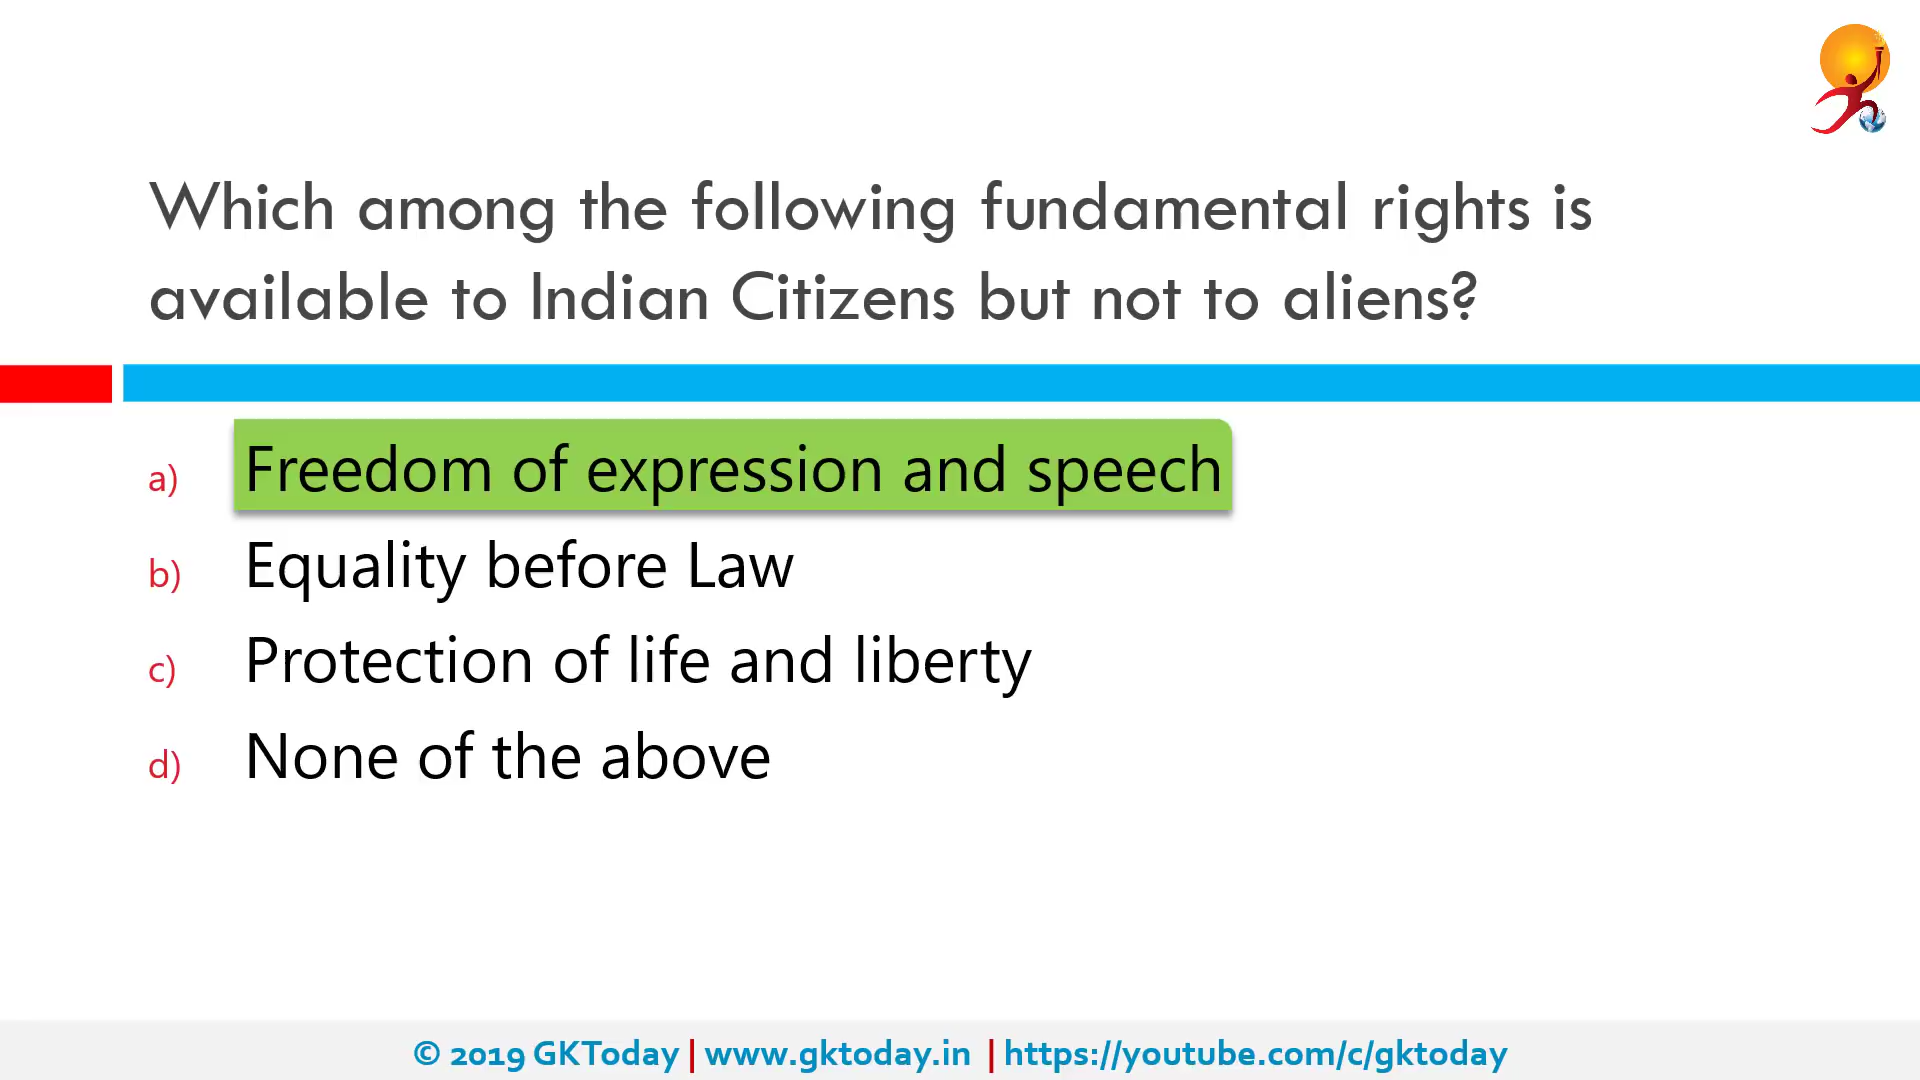 Which among the following fundamental rights is
available to Indian Citizens but not to aliens?
a) Freedom of expression and speech
b) Equality before Law
c) Protection of life and liberty
d) None of the above
© 2019 GKToday | www.gktoday.in | https://youtube.com/c/gktoday